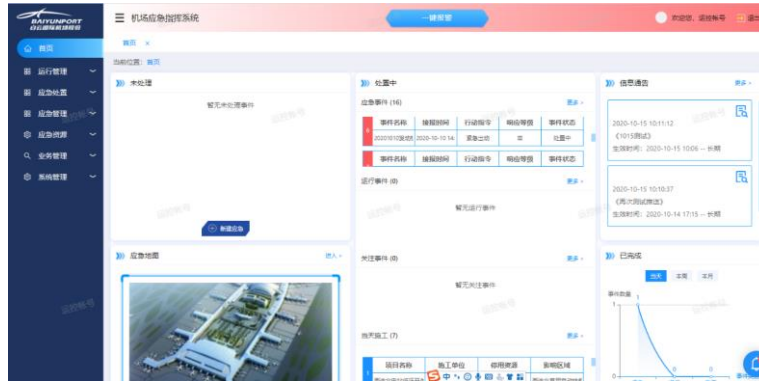 BAIYUNPORT
白云国际机场股份
机场应急指挥系统
一键报警
欢迎您，运控帐号
首页
首页 ×
当前位置：首页
运行管理
应急处置
应急管理
应急资源
业务管理
系统管理
未处理
暂无未处理事件
新建应急
处置中
应急事件 (16)
更多
事件名称 接报时间 行动指令 响应等级 事件状态
2020-10-10 14: 紧急出动 处置中
事件名称 接报时间 行动指令 响应等级 事件状态
运行事件 (0)
更多
暂无运行事件
关注事件 (0)
更多
暂无关注事件
当天施工 (7)
更多
项目名称 施工单位 停用资源 影响区域
中
信息通告
更多
2020-10-15 10:11:12
《1015测试》
生效时间：2020-10-15 10:06 -- 长期
2020-10-15 10:10:37
《再次测试推送》
生效时间：2020-10-14 17:15 -- 长期
应急地图
进入
已完成
当天 本周 本月
事件数量
1
1
0
0
0
运控帐号